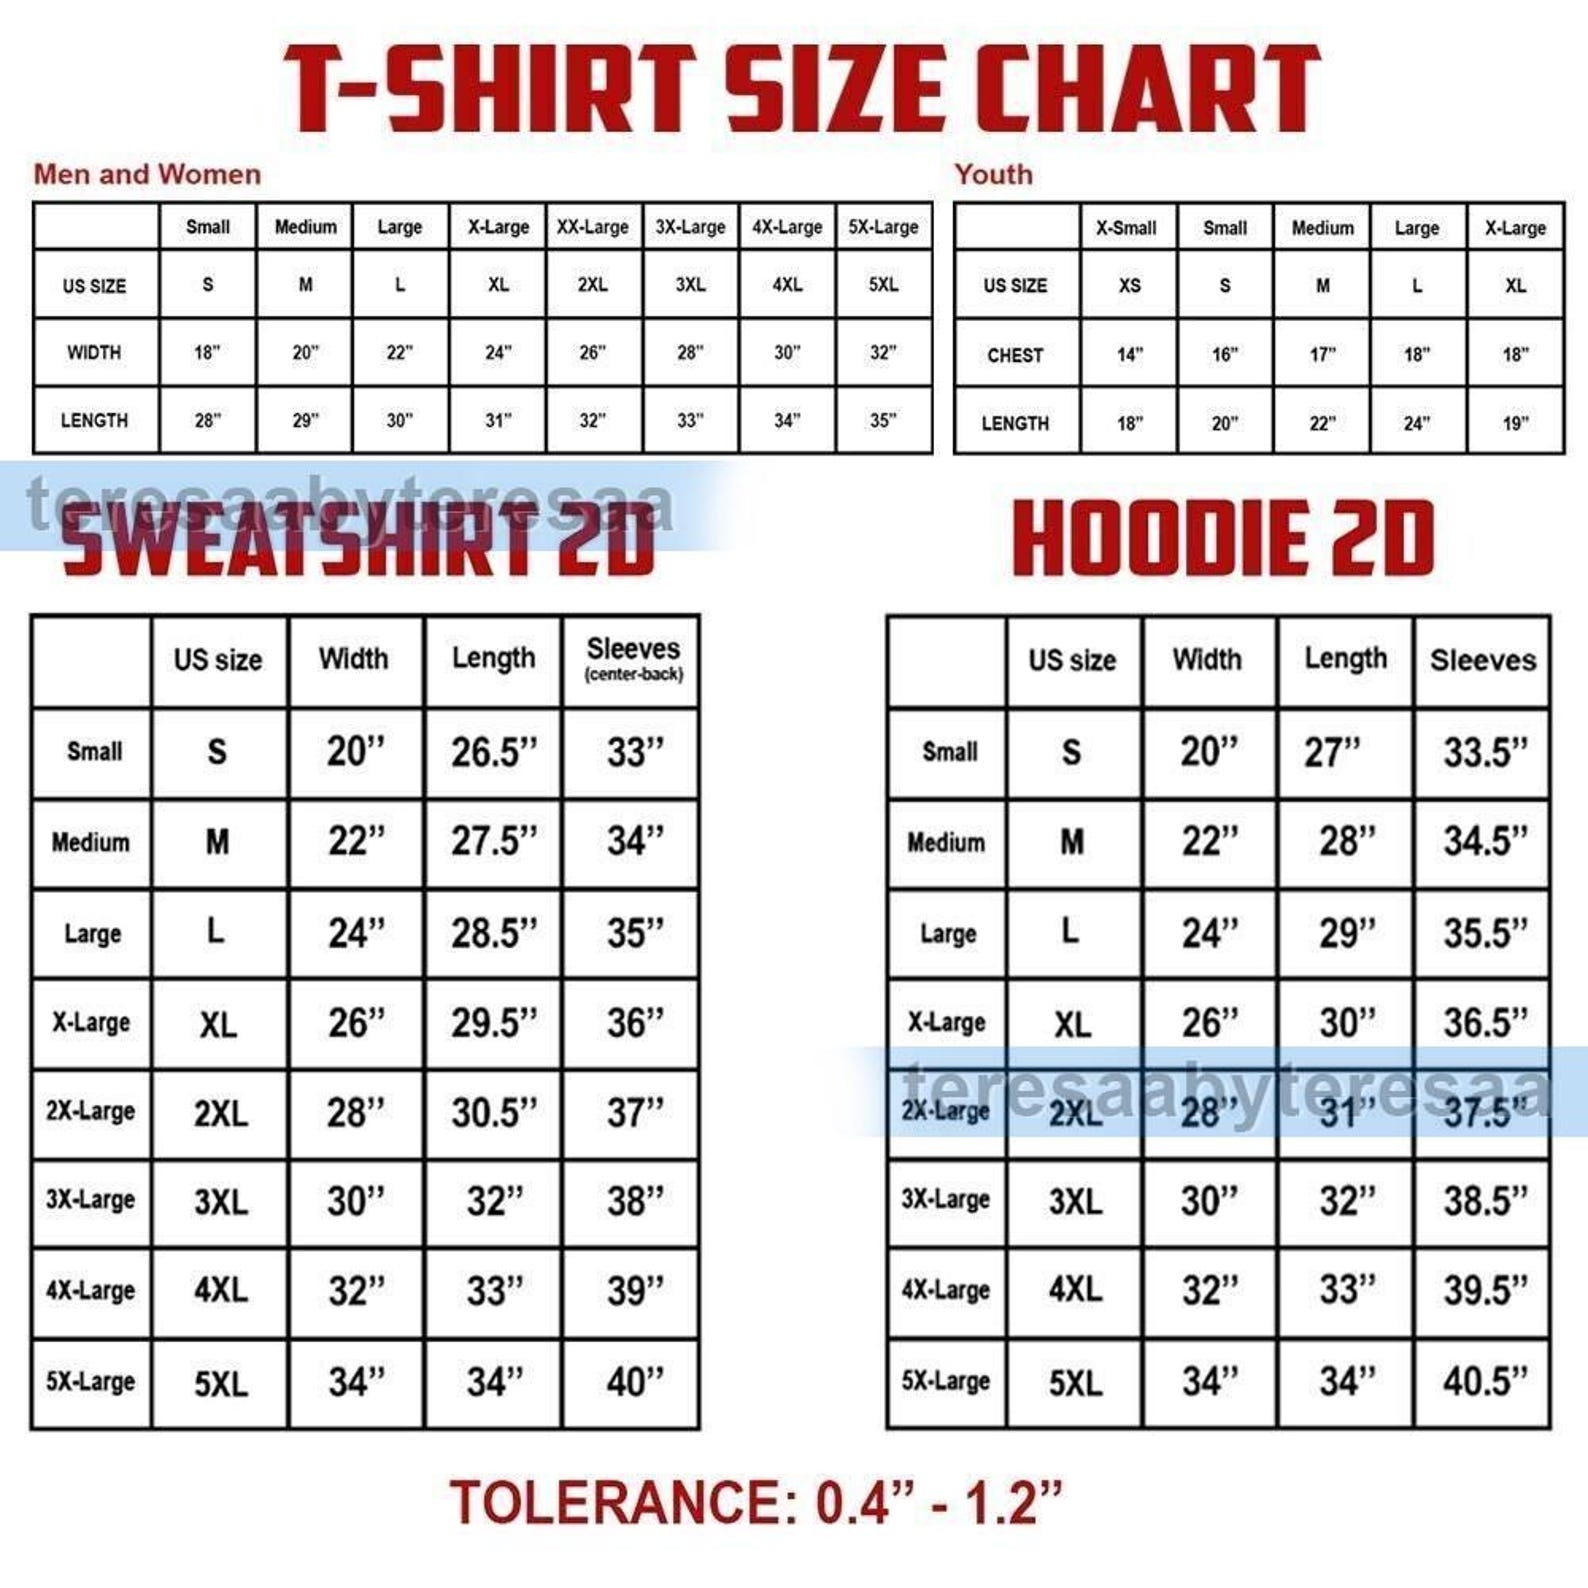 T-SHIRT SIZE CHART
Men and Women
Small Medium Large X-Large XX-Large 3X-Large 4X-Large 5X-Large
US SIZE S M L XL 2XL 3XL 4XL 5XL
WIDTH 18” 20” 22” 24” 26” 28” 30” 32”
LENGTH 28” 29” 30” 31” 32” 33” 34” 35”
Youth
X-Small Small Medium Large X-Large
US SIZE XS S M L XL
CHEST 14” 16” 17” 18” 18”
LENGTH 18” 20” 22” 24” 19”
teresaabyteresaa
SWEATSHIRT 2D
US size Width Length Sleeves
(center-back)
Small S 20’’ 26.5’’ 33’’
Medium M 22’’ 27.5’’ 34’’
Large L 24’’ 28.5’’ 35’’
X-Large XL 26’’ 29.5’’ 36’’
2X-Large 2XL 28’’ 30.5’’ 37’’
3X-Large 3XL 30’’ 32’’ 38’’
4X-Large 4XL 32’’ 33’’ 39’’
5X-Large 5XL 34’’ 34’’ 40’’
HOODIE 2D
US size Width Length Sleeves
Small S 20’’ 27’’ 33.5’’
Medium M 22’’ 28’’ 34.5’’
Large L 24’’ 29’’ 35.5’’
X-Large XL 26’’ 30’’ 36.5’’
teresaabyteresaa
2X-Large 2XL 28’’ 31’’ 37.5’’
3X-Large 3XL 30’’ 32’’ 38.5’’
4X-Large 4XL 32’’ 33’’ 39.5’’
5X-Large 5XL 34’’ 34’’ 40.5’’
TOLERANCE: 0.4” - 1.2”